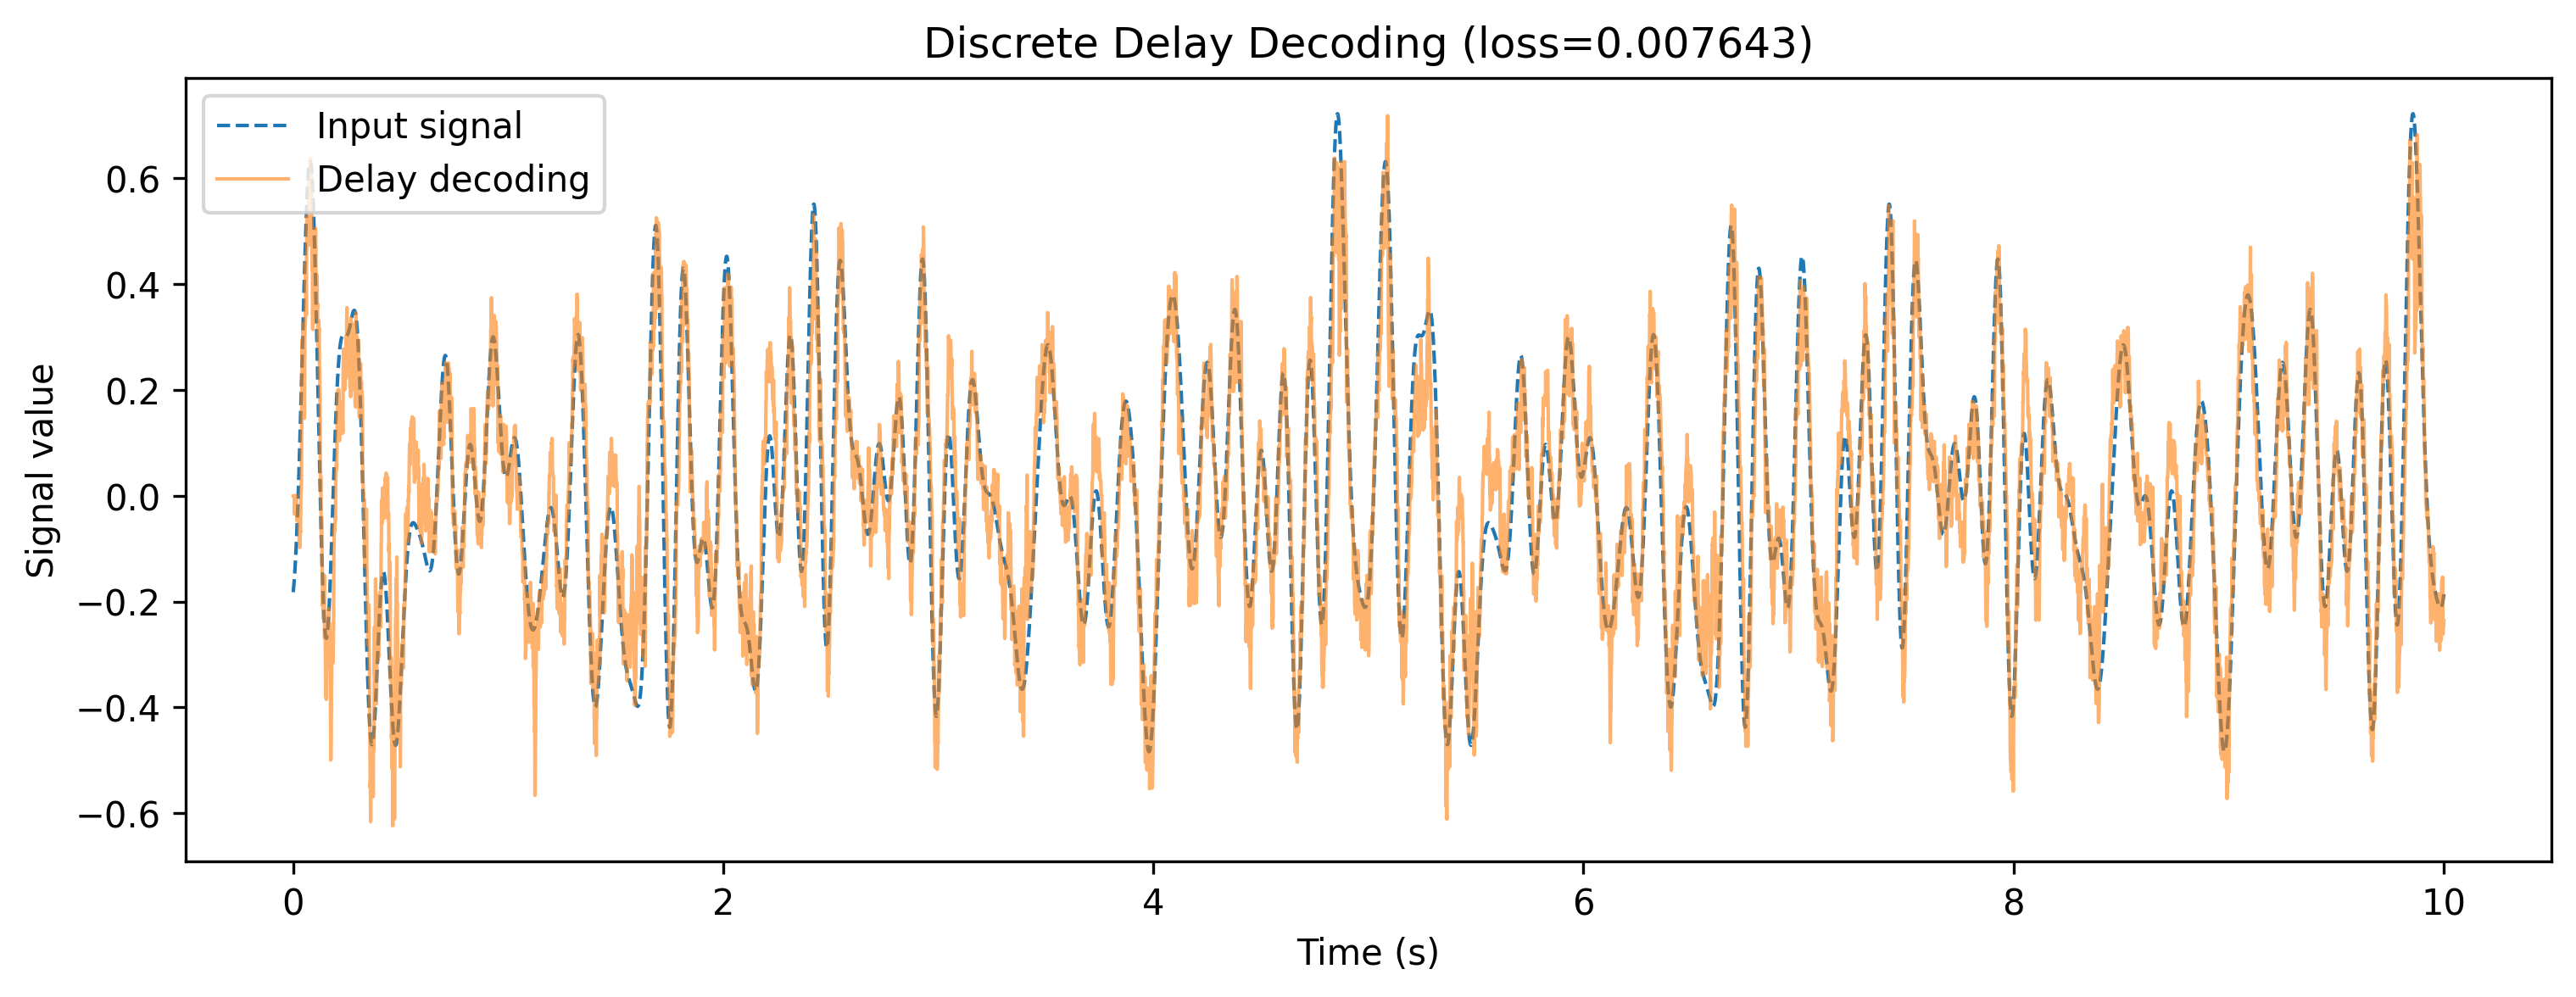 Discrete Delay Decoding (loss=0.007643)
Input signal
Delay decoding
Signal value
0.6
0.4
0.2
0.0
−0.2
−0.4
−0.6
0 2 4 6 8 10
Time (s)